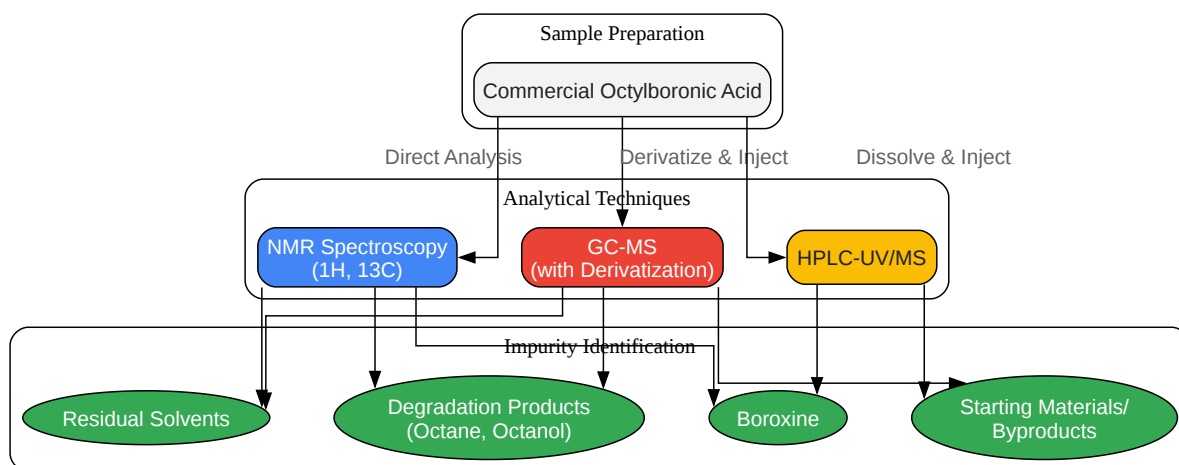 Sample Preparation
Commercial Octylboronic Acid
Direct Analysis
Derivatize & Inject
Dissolve & Inject
Analytical Techniques
NMR Spectroscopy
(1H, 13C)
GC-MS
(with Derivatization)
HPLC-UV/MS
Impurity Identification
Residual Solvents
Degradation Products
(Octane, Octanol)
Boroxine
Starting Materials/
Byproducts